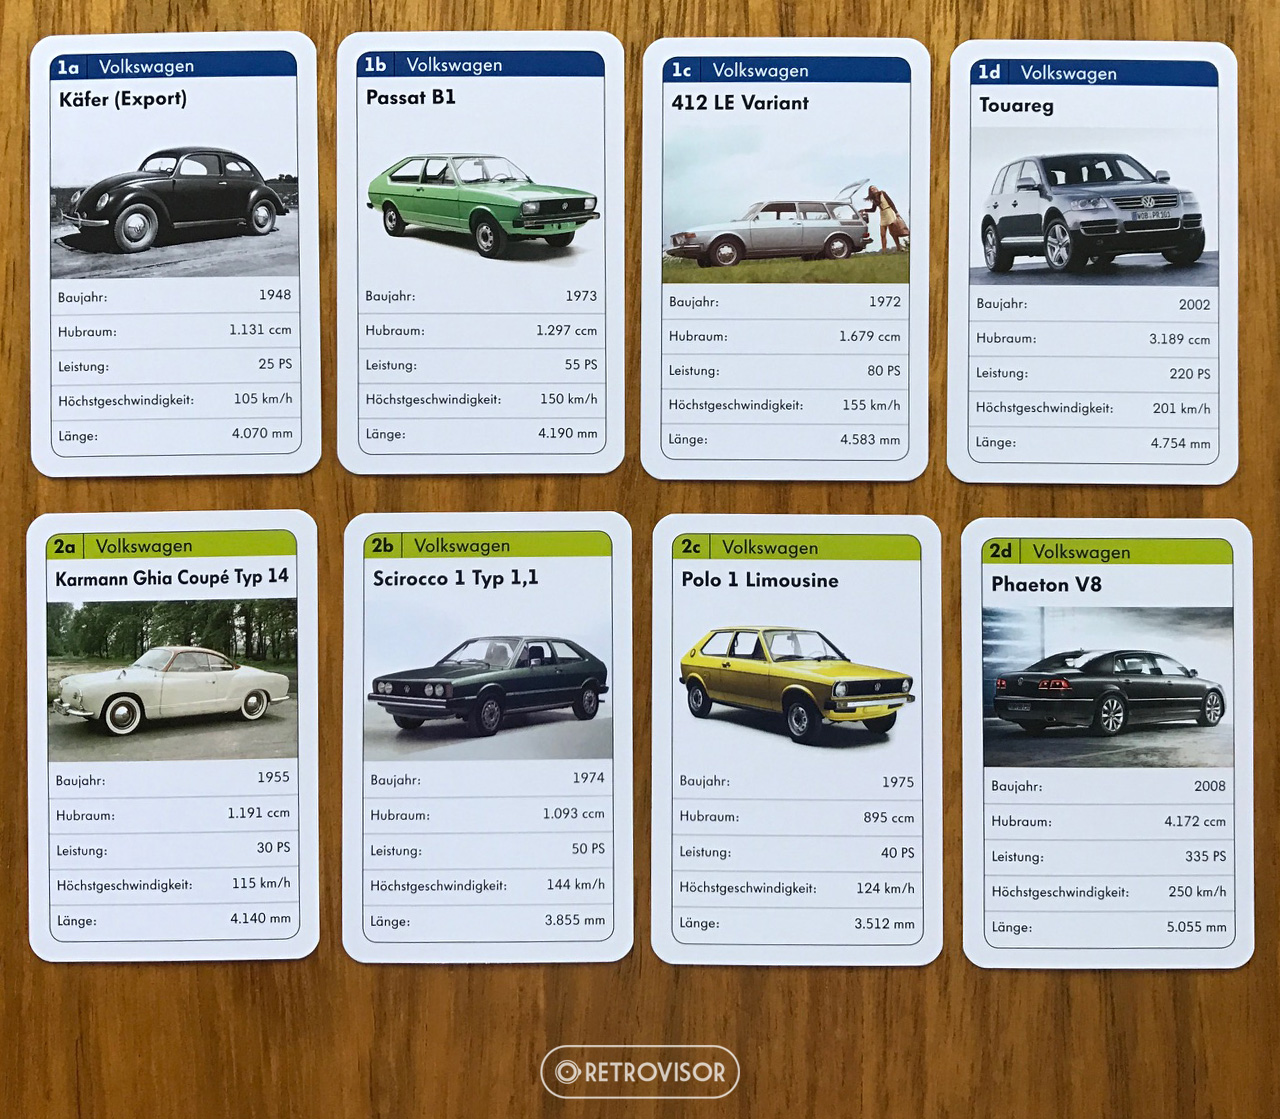 1a Volkswagen
Käfer (Export)
Baujahr: 1948
Hubraum: 1.131 ccm
Leistung: 25 PS
Höchstgeschwindigkeit: 105 km/h
Länge: 4.070 mm
1b Volkswagen
Passat B1
Baujahr: 1973
Hubraum: 1.297 ccm
Leistung: 55 PS
Höchstgeschwindigkeit: 150 km/h
Länge: 4.190 mm
1c Volkswagen
412 LE Variant
Baujahr: 1972
Hubraum: 1.679 ccm
Leistung: 80 PS
Höchstgeschwindigkeit: 155 km/h
Länge: 4.583 mm
1d Volkswagen
Touareg
WOB PR 101
Baujahr: 2002
Hubraum: 3.189 ccm
Leistung: 220 PS
Höchstgeschwindigkeit: 201 km/h
Länge: 4.754 mm
2a Volkswagen
Karmann Ghia Coupé Typ 14
Baujahr: 1955
Hubraum: 1.191 ccm
Leistung: 30 PS
Höchstgeschwindigkeit: 115 km/h
Länge: 4.140 mm
2b Volkswagen
Scirocco 1 Typ 1,1
Baujahr: 1974
Hubraum: 1.093 ccm
Leistung: 50 PS
Höchstgeschwindigkeit: 144 km/h
Länge: 3.855 mm
2c Volkswagen
Polo 1 Limousine
Baujahr: 1975
Hubraum: 895 ccm
Leistung: 40 PS
Höchstgeschwindigkeit: 124 km/h
Länge: 3.512 mm
2d Volkswagen
Phaeton V8
Baujahr: 2008
Hubraum: 4.172 ccm
Leistung: 335 PS
Höchstgeschwindigkeit: 250 km/h
Länge: 5.055 mm
RETROVISOR